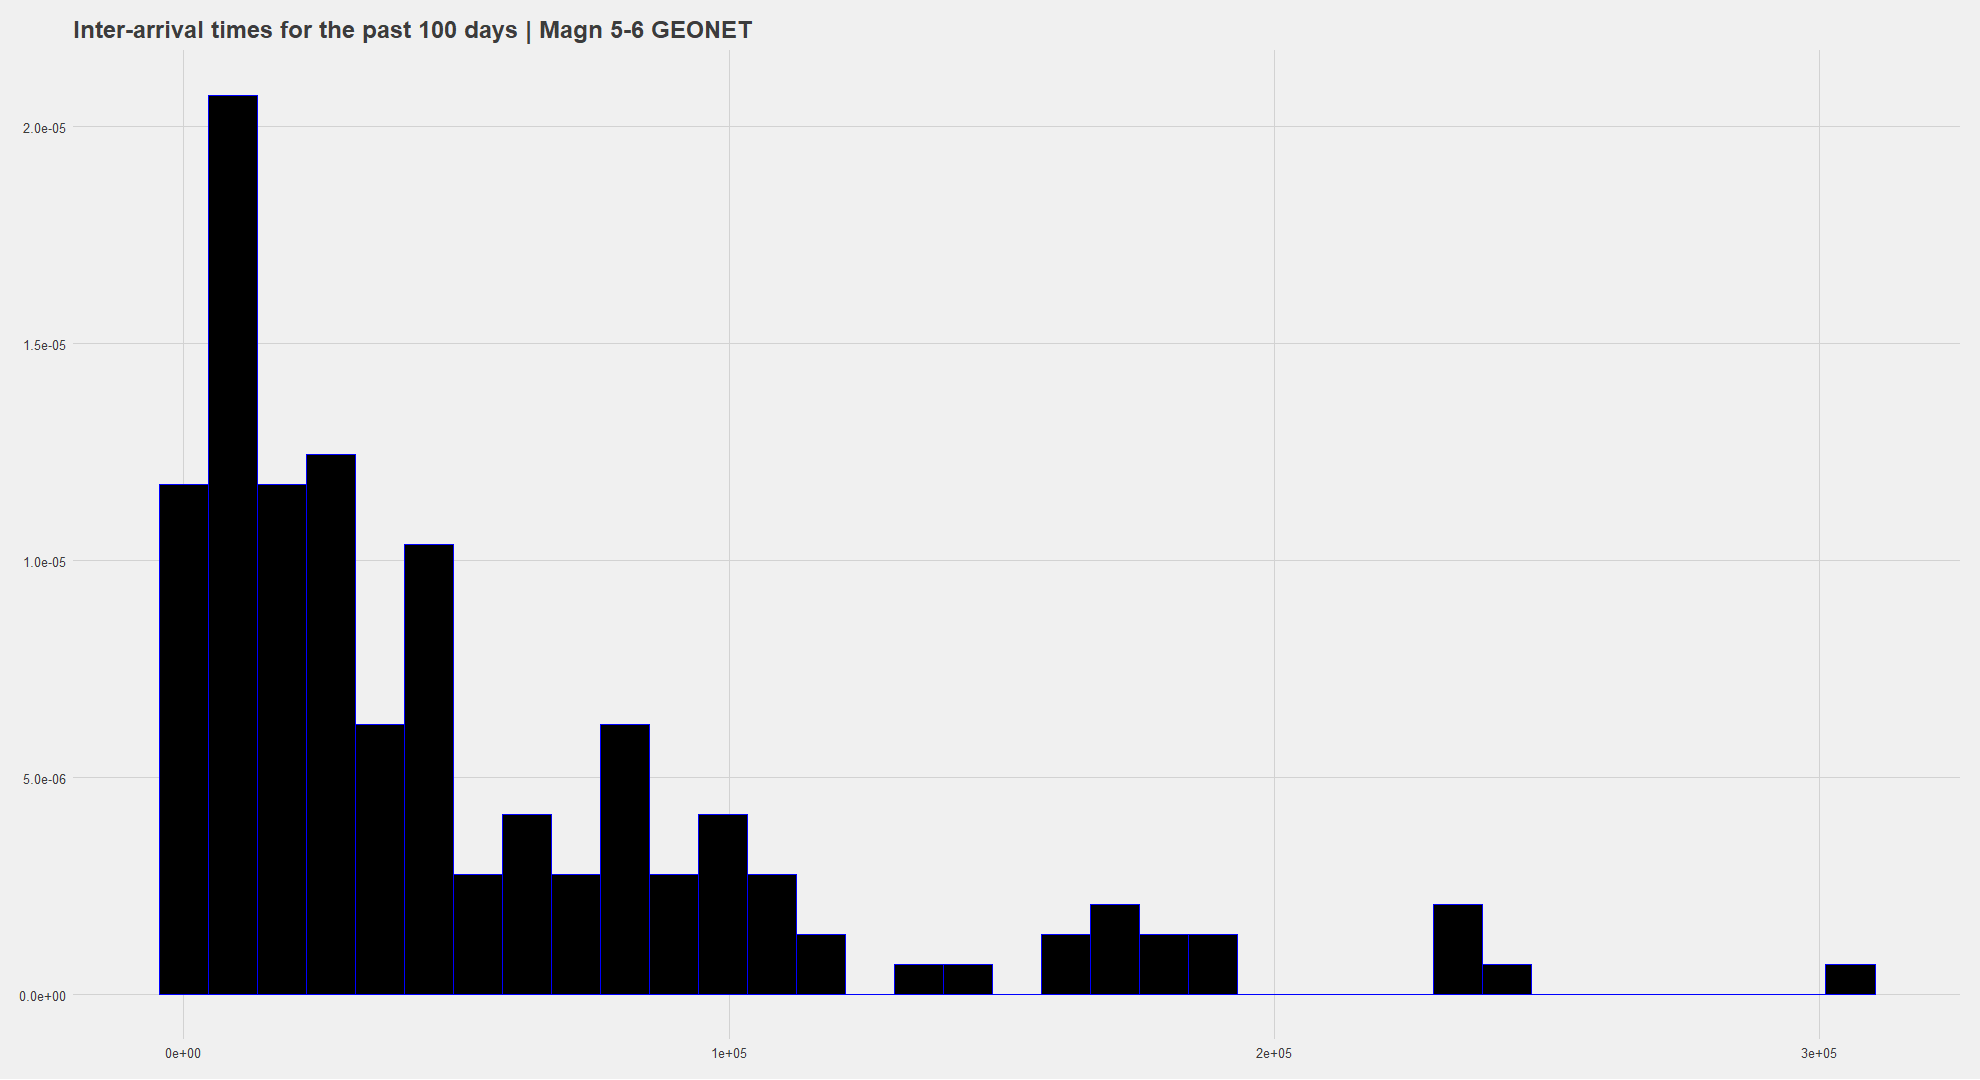 Inter-arrival times for the past 100 days | Magn 5-6 GEONET
2.0e-05
1.5e-05
1.0e-05
5.0e-06
0.0e+00
0e+00 1e+05 2e+05 3e+05